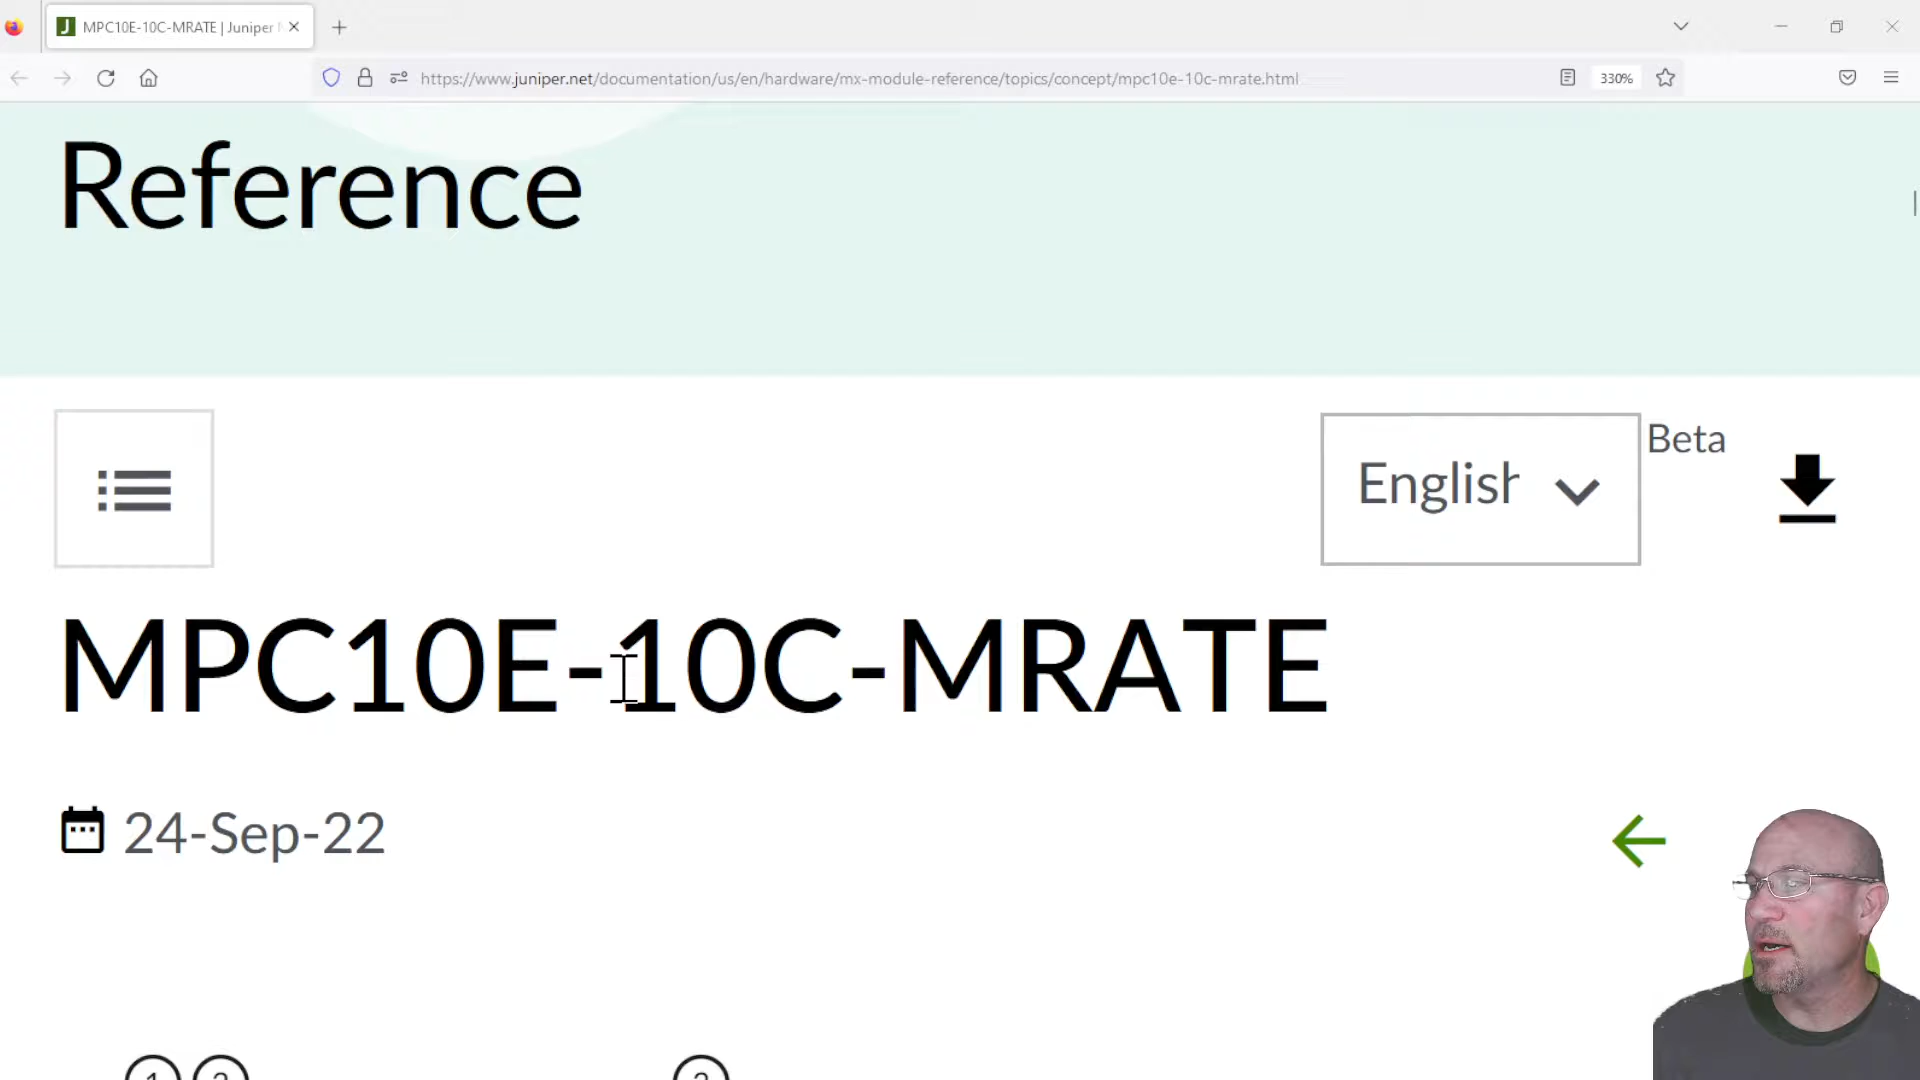 MPC10E-10C-MRATE | Juniper
https://www.juniper.net/documentation/us/en/hardware/mx-module-reference/topics/concept/mpc10e-10c-mrate.html
330%
Reference
English
Beta
MPC10E-10C-MRATE
24-Sep-22